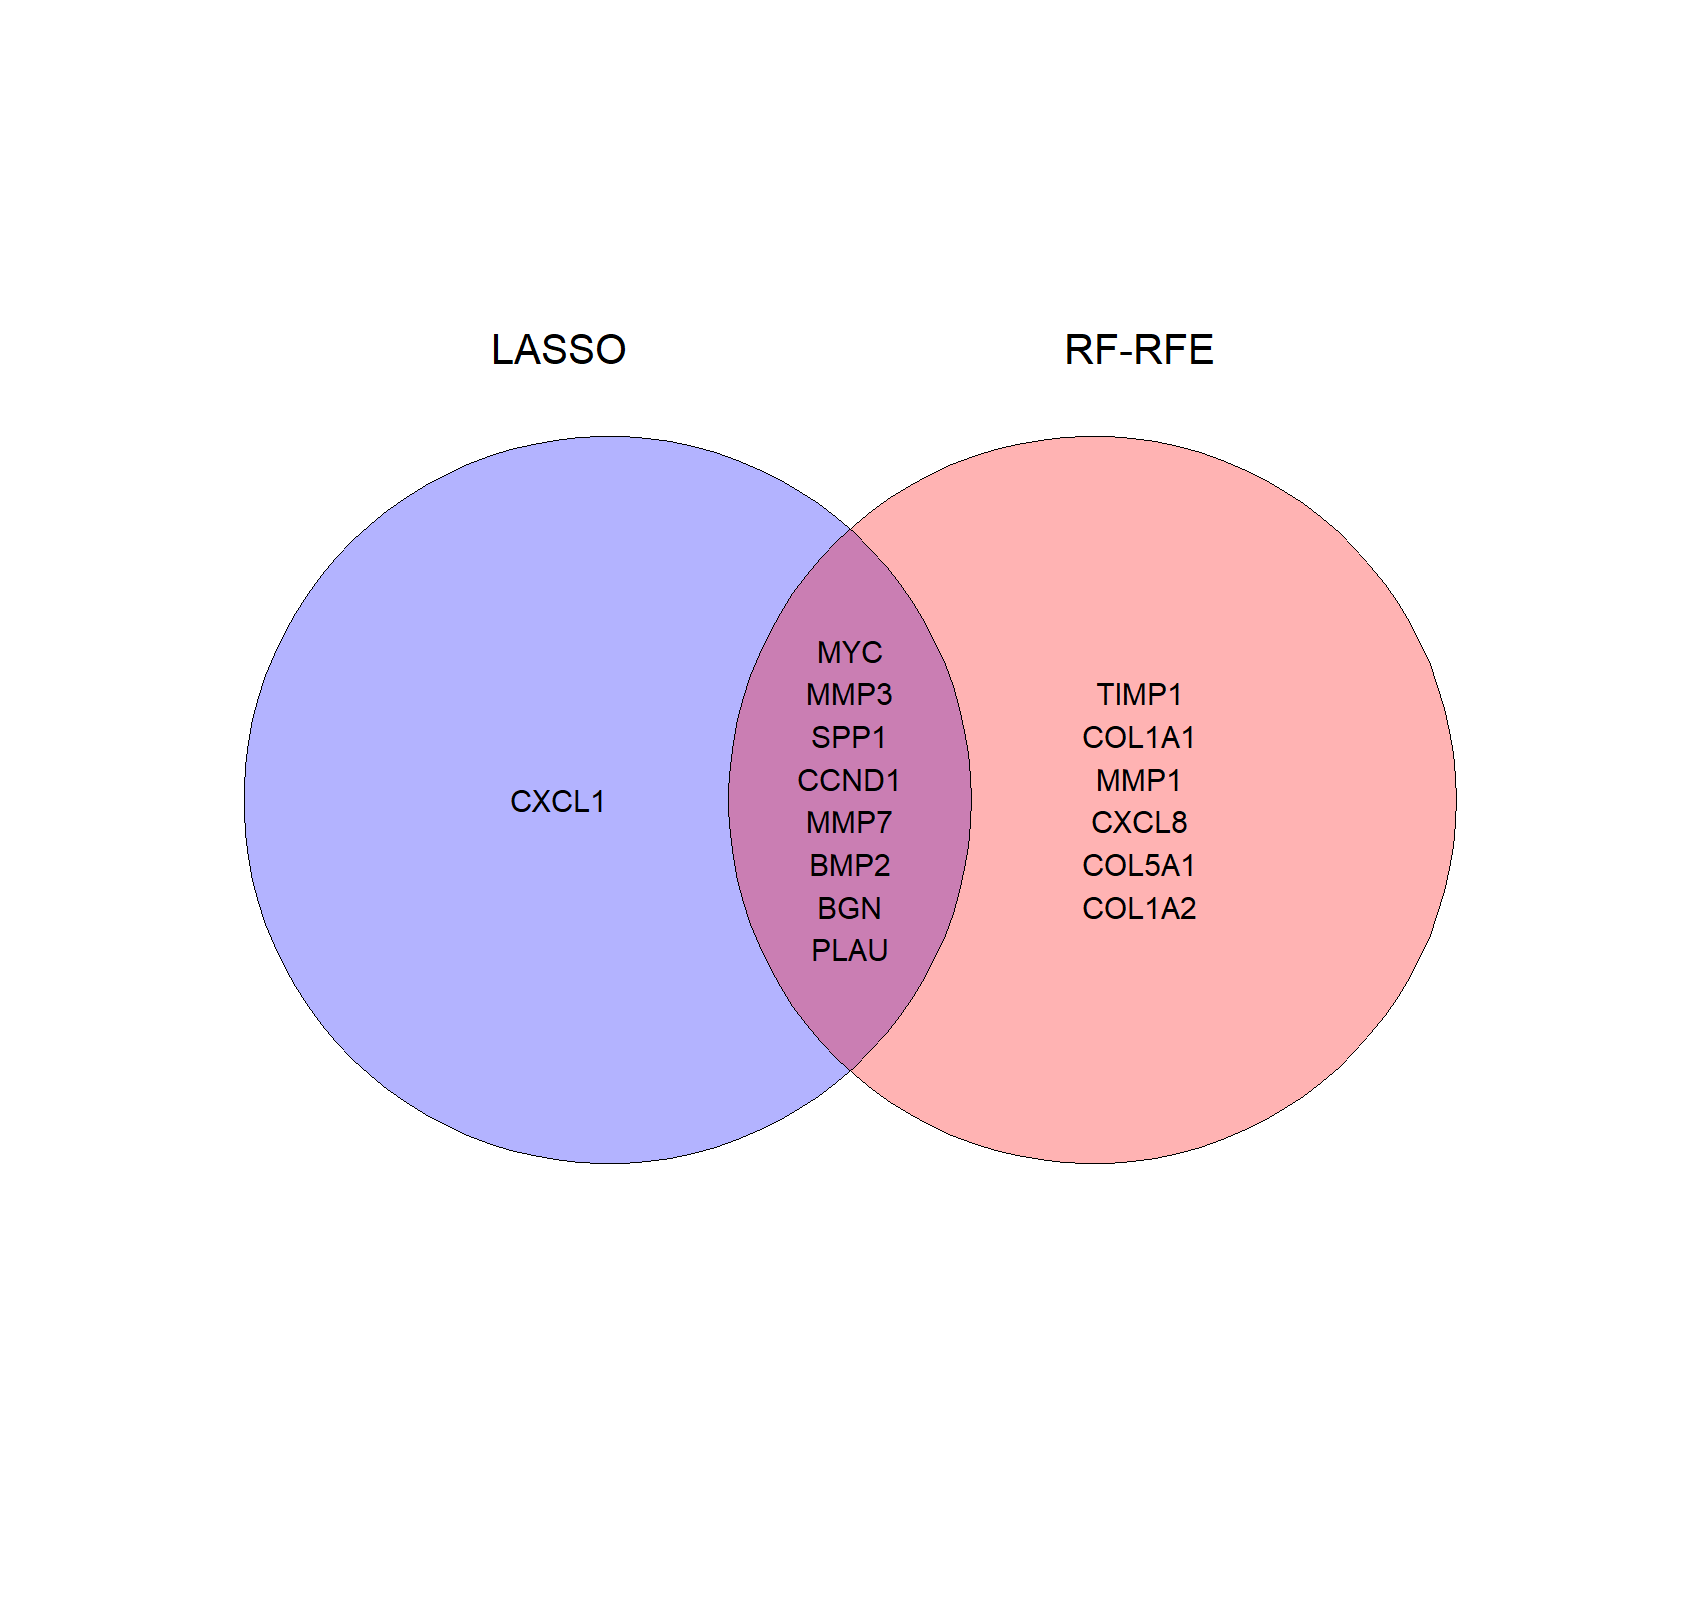 LASSO
RF-RFE
CXCL1
MYC
MMP3
SPP1
CCND1
MMP7
BMP2
BGN
PLAU
TIMP1
COL1A1
MMP1
CXCL8
COL5A1
COL1A2